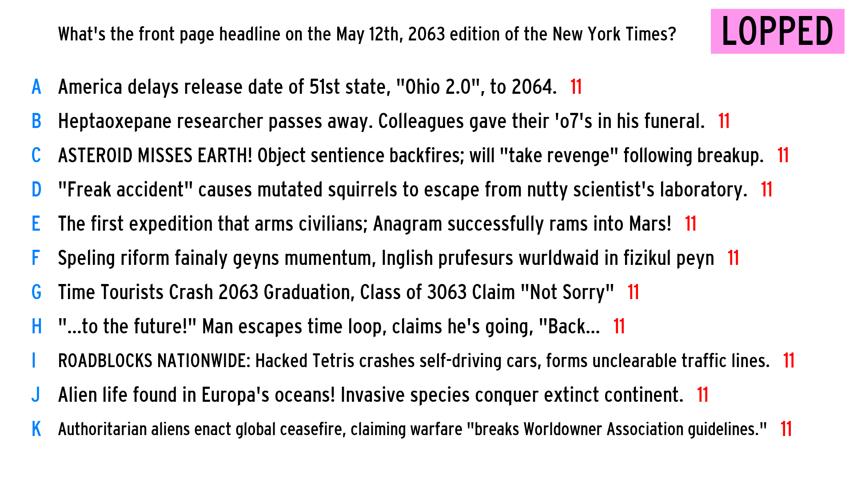 What's the front page headline on the May 12th, 2063 edition of the New York Times?
LOPPED
A America delays release date of 51st state, "Ohio 2.0", to 2064. 11
B Heptaoxepane researcher passes away. Colleagues gave their 'o7's in his funeral. 11
C ASTEROID MISSES EARTH! Object sentience backfires; will "take revenge" following breakup. 11
D "Freak accident" causes mutated squirrels to escape from nutty scientist's laboratory. 11
E The first expedition that arms civilians; Anagram successfully rams into Mars! 11
F Speling riform fainaly geyns mumentum, Inglish prufesurs wurldwaid in fizikul peyn 11
G Time Tourists Crash 2063 Graduation, Class of 3063 Claim "Not Sorry" 11
H "...to the future!" Man escapes time loop, claims he's going, "Back... 11
I ROADBLOCKS NATIONWIDE: Hacked Tetris crashes self-driving cars, forms unclearable traffic lines. 11
J Alien life found in Europa's oceans! Invasive species conquer extinct continent. 11
K Authoritarian aliens enact global ceasefire, claiming warfare "breaks Worldowner Association guidelines." 11